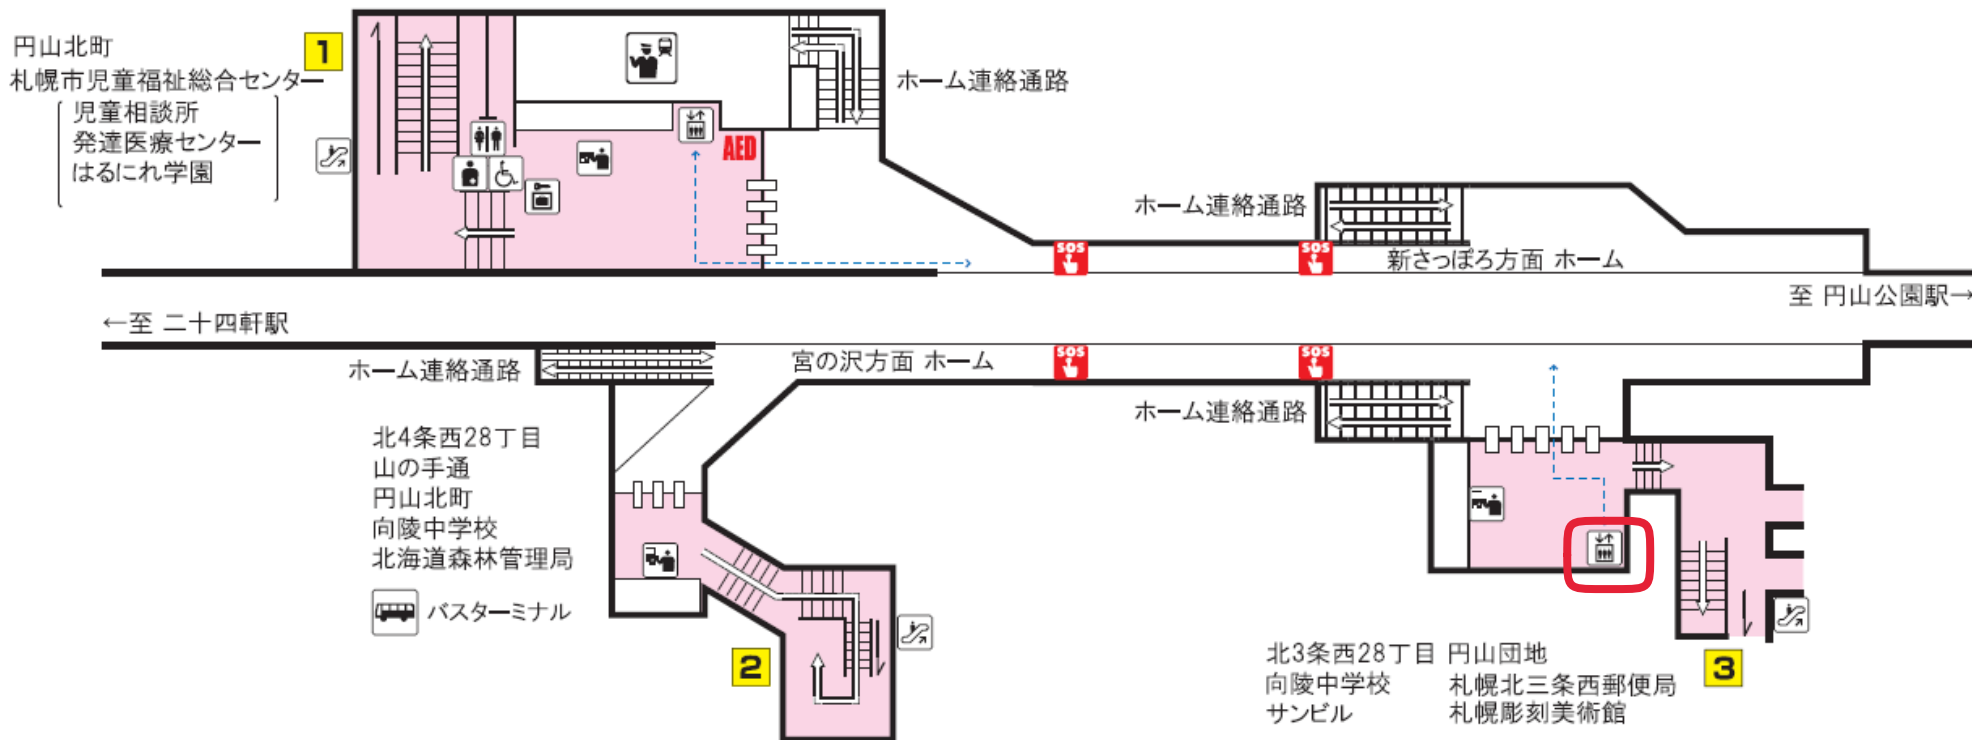 1
円山北町
札幌市児童福祉総合センター
児童相談所
発達医療センター
はるにれ学園
AED
ホーム連絡通路
ホーム連絡通路
SOS
SOS
新さっぽろ方面 ホーム
至 円山公園駅→
←至 二十四軒駅
ホーム連絡通路
宮の沢方面 ホーム
SOS
SOS
ホーム連絡通路
北4条西28丁目
山の手通
円山北町
向陵中学校
北海道森林管理局
バスターミナル
2
北3条西28丁目 円山団地
向陵中学校 札幌北三条西郵便局
サンビル 札幌彫刻美術館
3